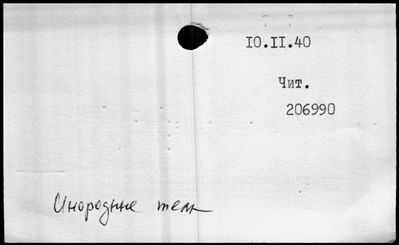 10.II.40
Чит.
206990
Инородные тела